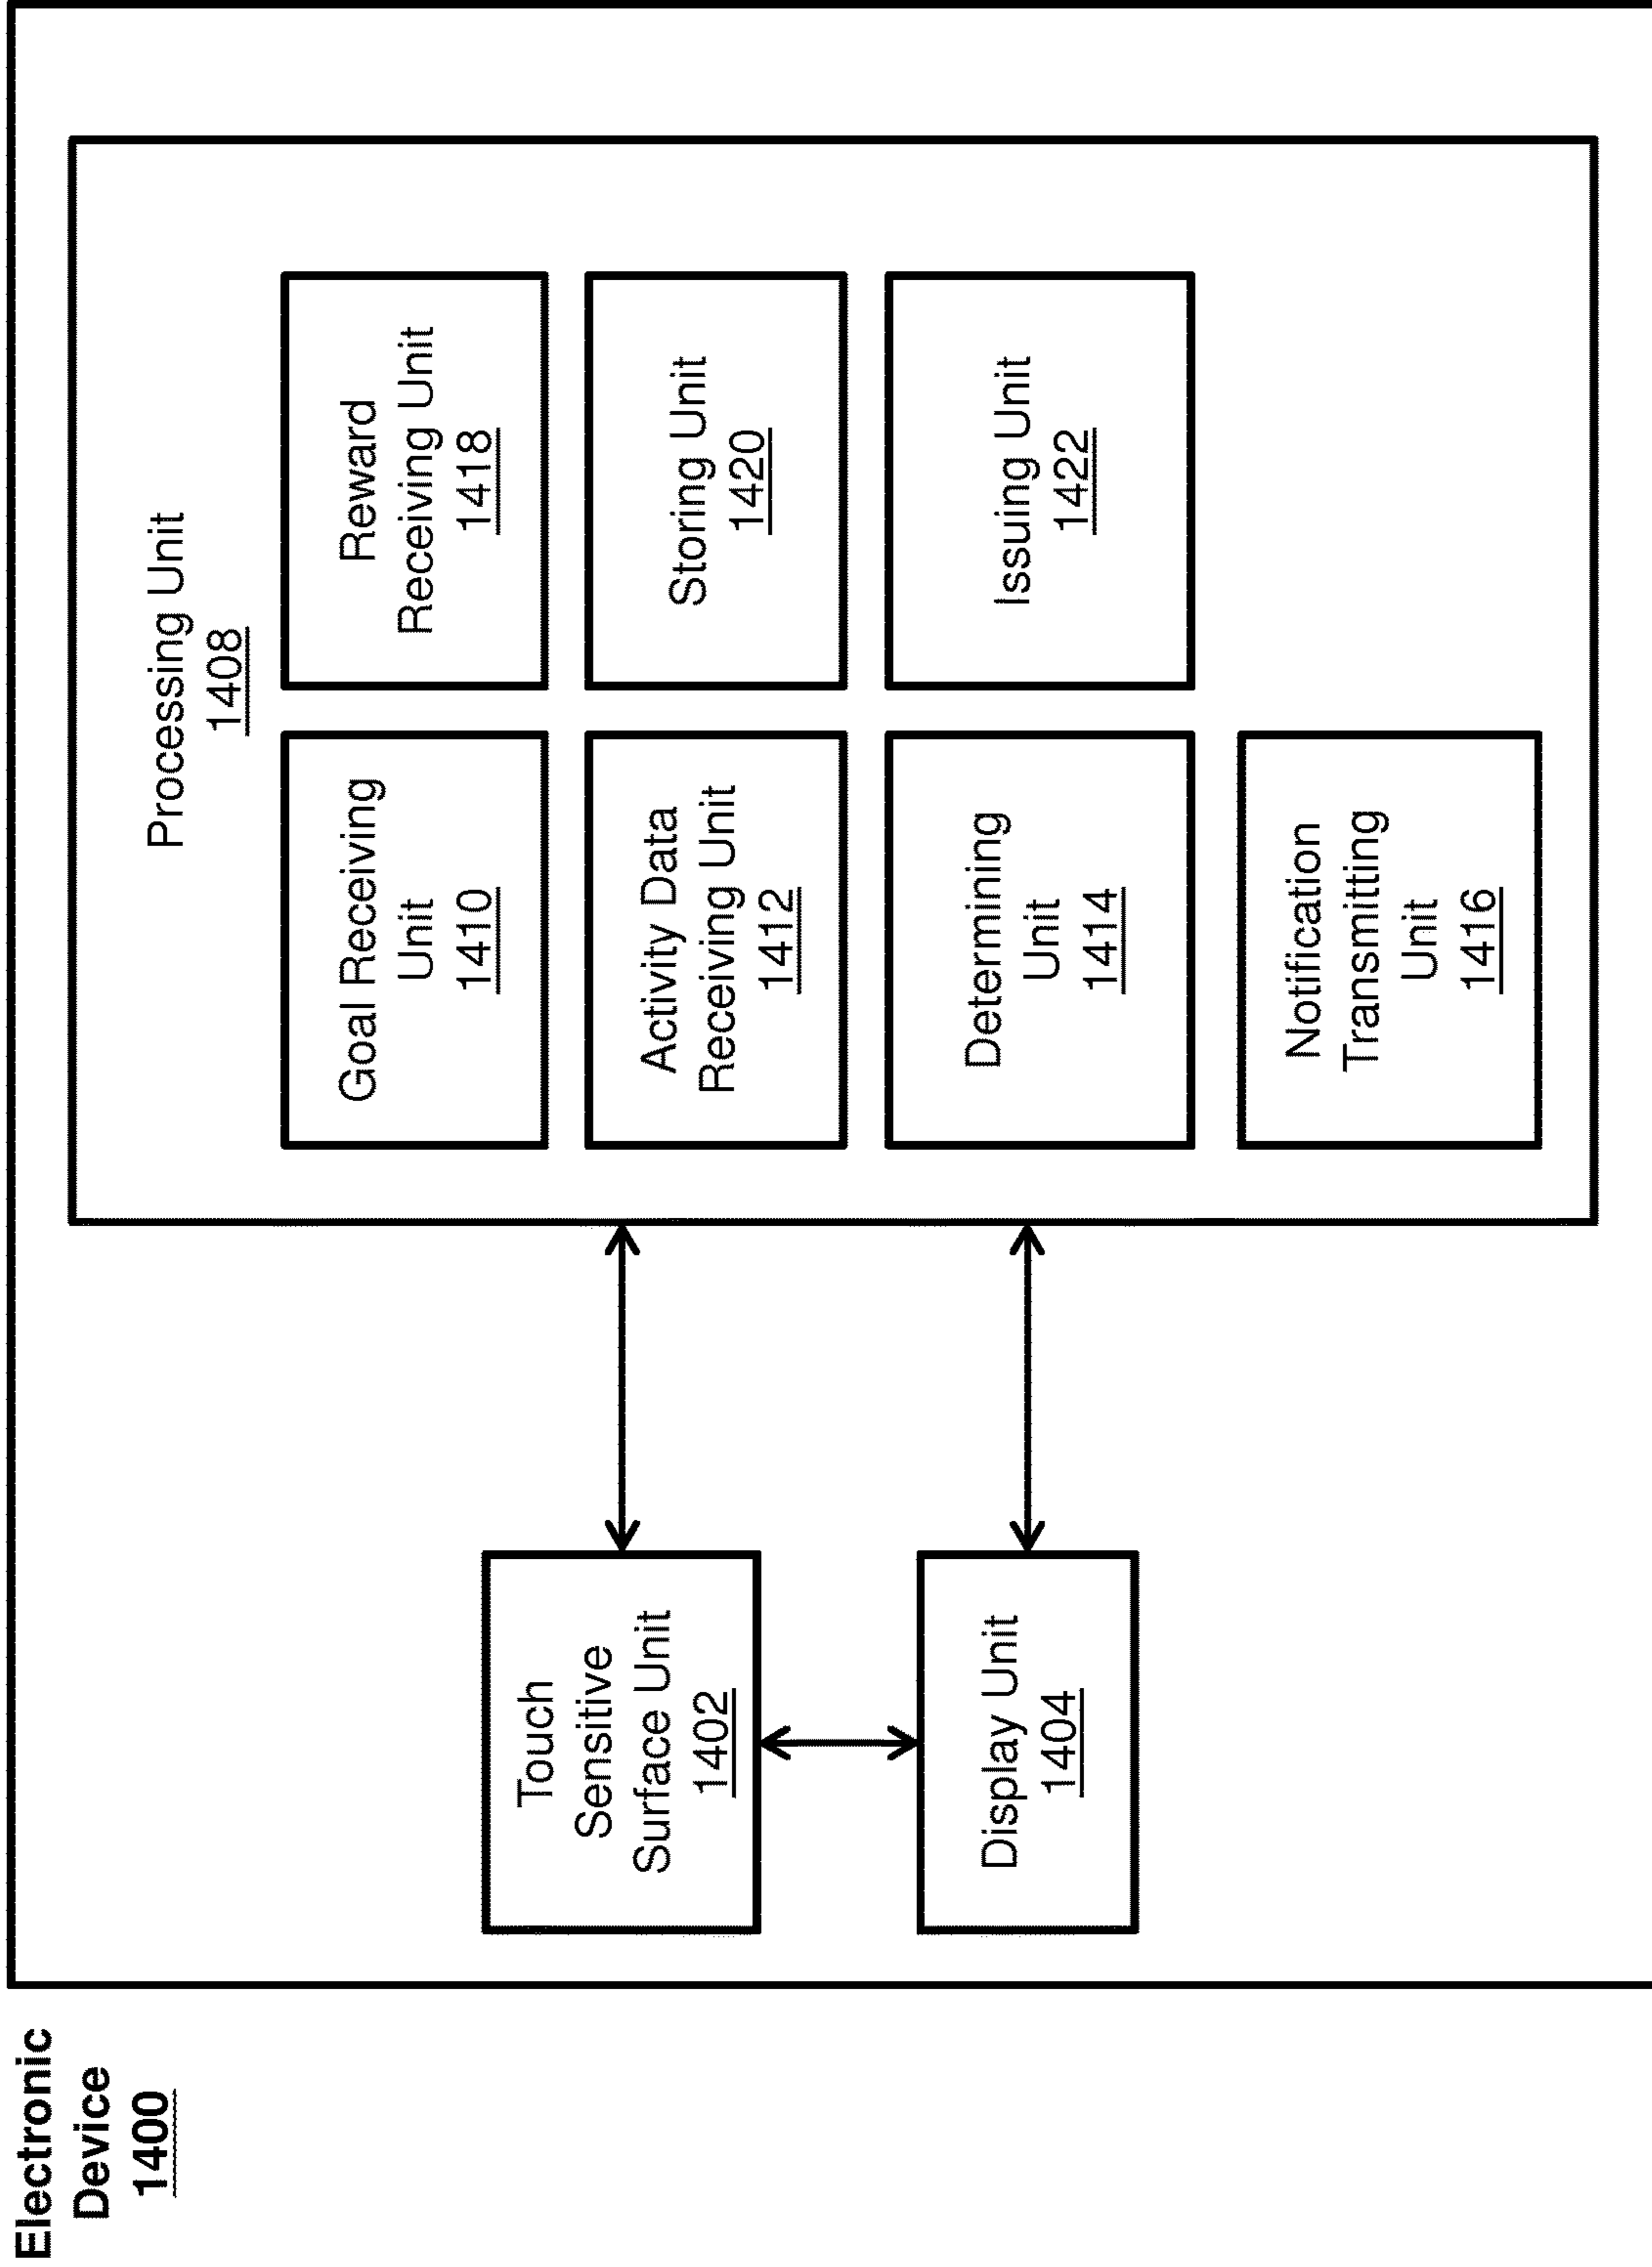 Electronic
Device
1400
Touch
Sensitive
Surface Unit
1402
Display Unit
1404
Processing Unit
1408
Goal Receiving
Unit
1410
Activity Data
Receiving Unit
1412
Determining
Unit
1414
Notification
Transmitting
Unit
1416
Reward
Receiving Unit
1418
Storing Unit
1420
Issuing Unit
1422